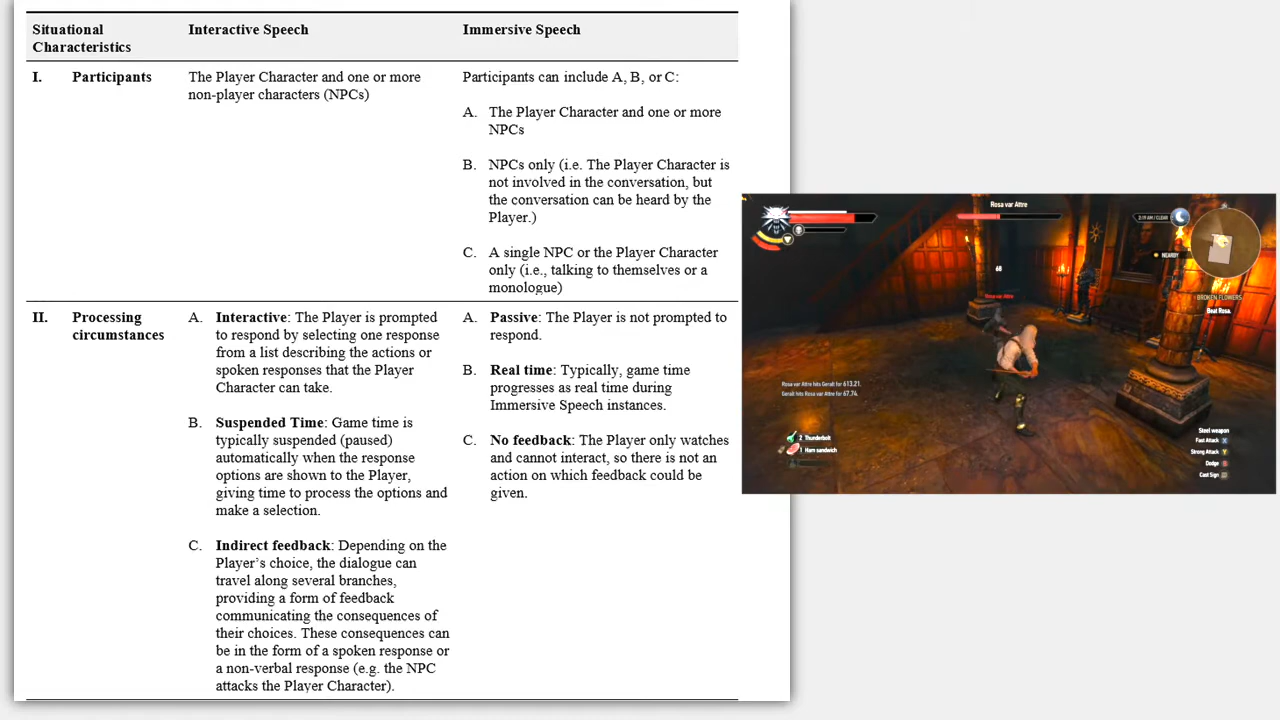 Situational Characteristics
Interactive Speech
Immersive Speech
I. Participants
The Player Character and one or more
non-player characters (NPCs)
Participants can include A, B, or C:
A. The Player Character and one or more
NPCs
B. NPCs only (i.e. The Player Character is
not involved in the conversation, but
the conversation can be heard by the
Player.)
C. A single NPC or the Player Character
only (i.e., talking to themselves or a
monologue)
II. Processing
circumstances
A. Interactive: The Player is prompted
to respond by selecting one response
from a list describing the actions or
spoken responses that the Player
Character can take.
B. Suspended Time: Game time is
typically suspended (paused)
automatically when the response
options are shown to the Player,
giving time to process the options and
make a selection.
C. Indirect feedback: Depending on the
Player’s choice, the dialogue can
travel along several branches,
providing a form of feedback
communicating the consequences of
their choices. These consequences can
be in the form of a spoken response or
a non-verbal response (e.g. the NPC
attacks the Player Character).
A. Passive: The Player is not prompted to
respond.
B. Real time: Typically, game time
progresses as real time during
Immersive Speech instances.
C. No feedback: The Player only watches
and cannot interact, so there is not an
action on which feedback could be
given.
Rosa var Attre
2:11 AM / CLEAR
NEARBY
68
Rosa var Attre
BROKEN FLOWERS
Beat Rosa.
Rosa var Attre hits Geralt for 613.21.
Geralt hits Rosa var Attre for 67.74.
2 Thunderbolt
1 Ham sandwich
Steel weapon
Fast Attack X
Strong Attack Y
Dodge B
Cast Sign